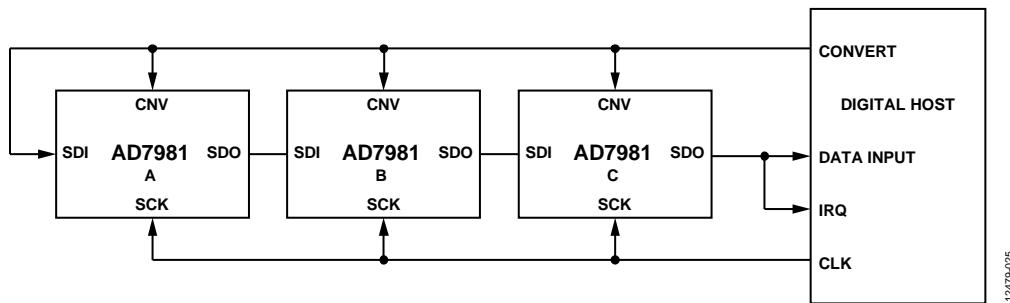 CONVERT
CNV
CNV
CNV
DIGITAL HOST
SDI
AD7981
SDO
SDI
AD7981
SDO
SDI
AD7981
SDO
DATA INPUT
A
B
C
SCK
SCK
SCK
IRQ
CLK
12479-025